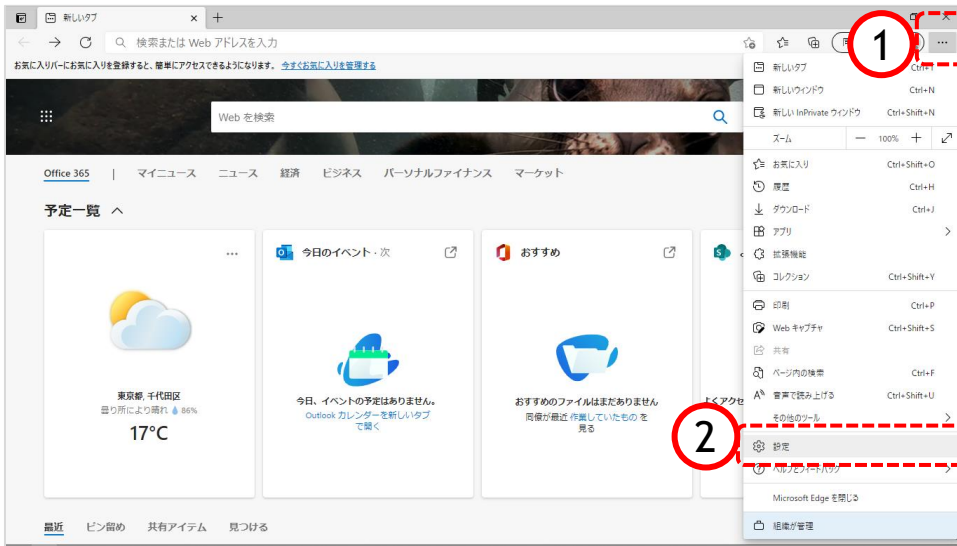 新しいタブ
検索または Web アドレスを入力
1
お気に入りバーにお気に入りを登録すると、簡単にアクセスできるようになります。 今すぐお気に入りを管理する
Web を検索
Office 365 | マイニュース ニュース 経済 ビジネス パーソナルファイナンス マーケット
予定一覧
今日のイベント・次
おすすめ
東京都, 千代田区
曇り所により晴れ 86%
17°C
今日、イベントの予定はありません。
Outlook カレンダーを新しいタブ
で開く
おすすめのファイルはまだありません
同僚が最近 作業していたもの を
見る
よくアクセ
最近 ピン留め 共有アイテム 見つける
新しいタブ Ctrl+T
新しいウィンドウ Ctrl+N
新しい InPrivate ウィンドウ Ctrl+Shift+N
ズーム 100%
お気に入り Ctrl+Shift+O
履歴 Ctrl+H
ダウンロード Ctrl+J
アプリ
拡張機能
コレクション Ctrl+Shift+Y
印刷 Ctrl+P
Web キャプチャ Ctrl+Shift+S
共有
ページ内の検索 Ctrl+F
音声で読み上げる Ctrl+Shift+U
その他のツール
2
設定
ヘルプとフィードバック
Microsoft Edge を閉じる
組織が管理